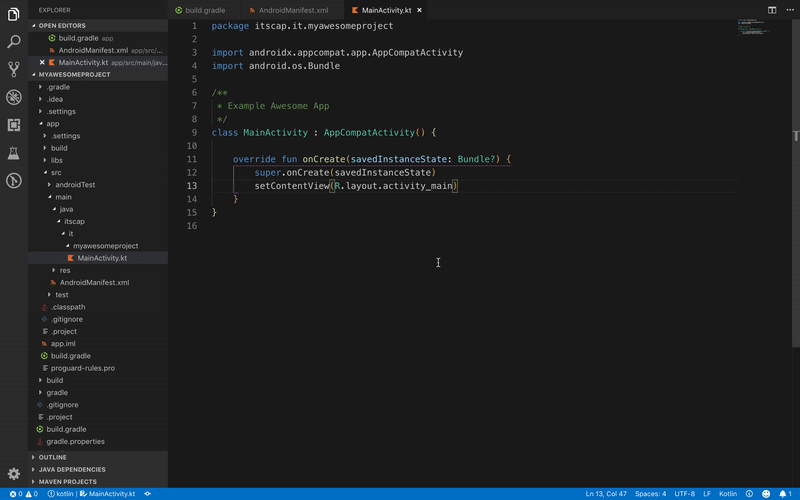 EXPLORER
OPEN EDITORS
build.gradle app
AndroidManifest.xml app/src/...
MainActivity.kt app/src/main/jav...
MYAWESOMEPROJECT
.gradle
.idea
.settings
app
.settings
build
libs
src
androidTest
main
java
itscap
it
myawesomeproject
MainActivity.kt
res
AndroidManifest.xml
test
.classpath
.gitignore
.project
app.iml
build.gradle
proguard-rules.pro
build
gradle
.gitignore
.project
build.gradle
gradle.properties
OUTLINE
JAVA DEPENDENCIES
MAVEN PROJECTS
build.gradle AndroidManifest.xml MainActivity.kt
1 package itscap.it.myawesomeproject
2
3 import androidx.appcompat.app.AppCompatActivity
4 import android.os.Bundle
5
6 /**
7 * Example Awesome App
8 */
9 class MainActivity : AppCompatActivity() {
10
11 override fun onCreate(savedInstanceState: Bundle?) {
12 super.onCreate(savedInstanceState)
13 setContentView(R.layout.activity_main)
14 }
15 }
16
0 0 kotlin | MainActivity.kt Ln 13, Col 47 Spaces: 4 UTF-8 LF Kotlin 1